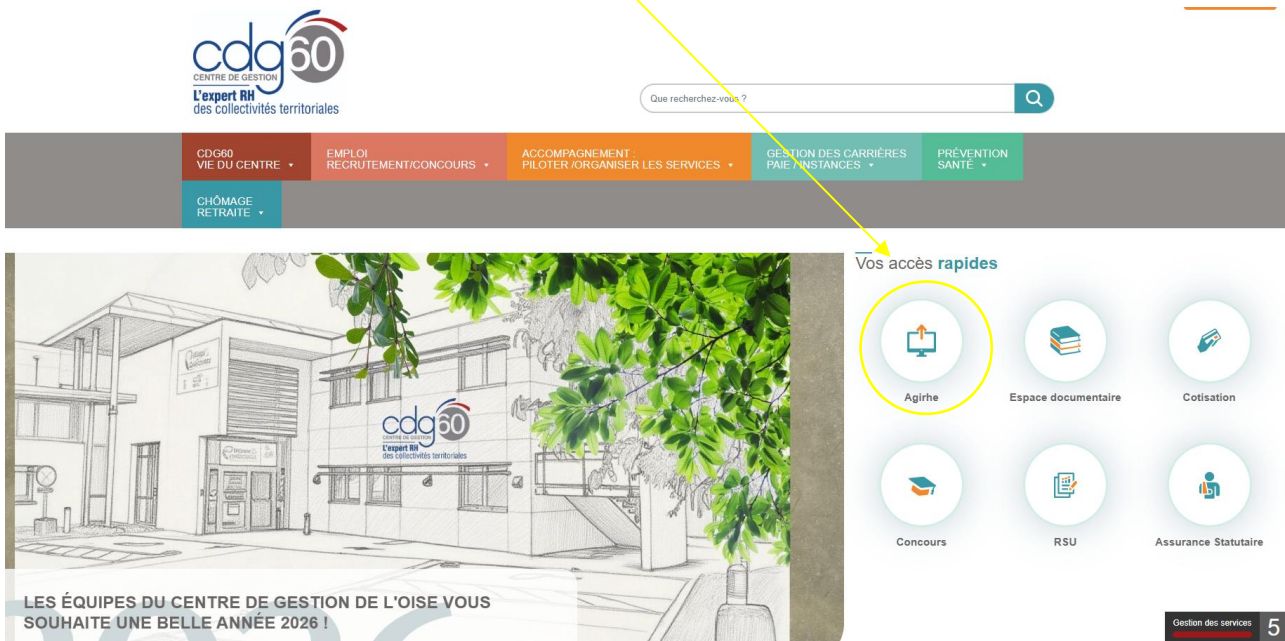 cdg60
CENTRE DE GESTION
L'expert RH
des collectivités territoriales
Que recherchez-vous ?
CDG60
VIE DU CENTRE
EMPLOI
RECRUTEMENT/CONCOURS
ACCOMPAGNEMENT :
PILOTER /ORGANISER LES SERVICES
GESTION DES CARRIÈRES
PAIE / INSTANCES
PRÉVENTION
SANTÉ
CHÔMAGE
RETRAITE
cdg60
CENTRE DE GESTION
L'expert RH
des collectivités territoriales
LES ÉQUIPES DU CENTRE DE GESTION DE L'OISE VOUS
SOUHAITE UNE BELLE ANNÉE 2026 !
Vos accès rapides
Agirhe
Espace documentaire
Cotisation
Concours
RSU
Assurance Statutaire
Gestion des services
5